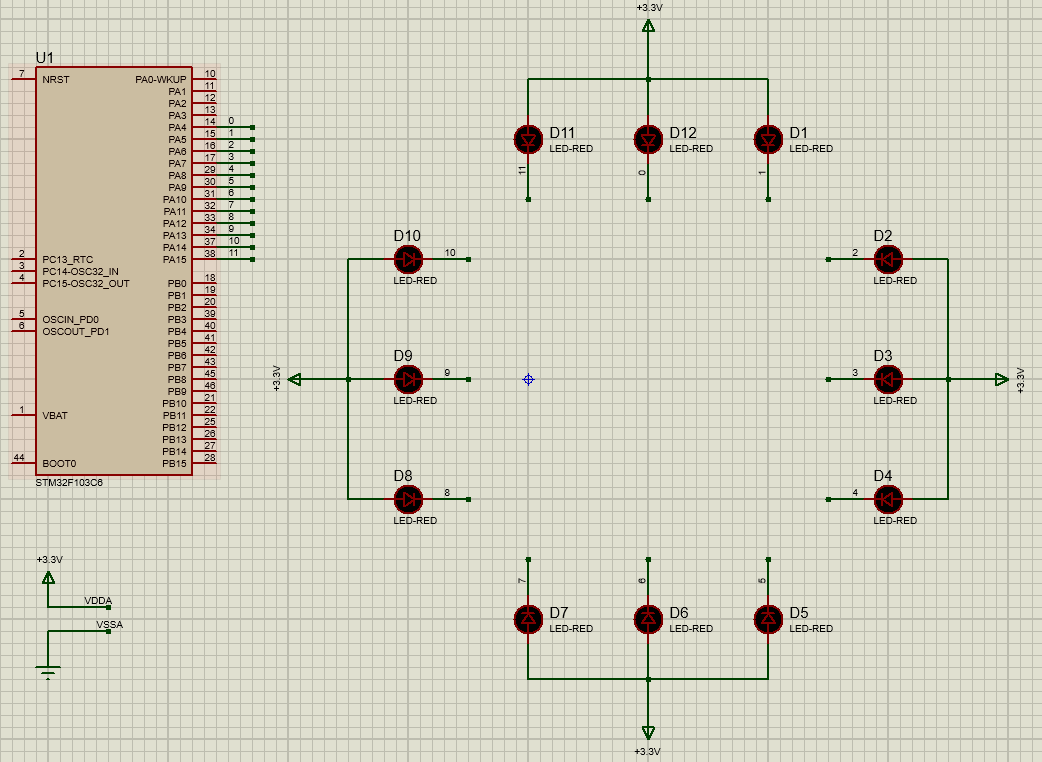 +3.3V
U1
7 NRST PA0-WKUP 10
PA1 11
PA2 12
PA3 13
PA4 14 0
PA5 15 1
PA6 16 2
PA7 17 3
PA8 29 4
PA9 30 5
PA10 31 6
PA11 32 7
PA12 33 8
PA13 34 9
PA14 37 10
2 PC13_RTC PA15 38 11
3 PC14-OSC32_IN
4 PC15-OSC32_OUT PB0 18
PB1 19
PB2 20
5 OSCIN_PD0 PB3 39
6 OSCOUT_PD1 PB4 40
PB5 41
PB6 42
PB7 43
PB8 45
PB9 46
PB10 21
1 VBAT PB11 22
PB12 25
PB13 26
PB14 27
44 BOOT0 PB15 28
STM32F103C6
D11
LED-RED
11
D12
LED-RED
0
D1
LED-RED
1
D10
10
LED-RED
D2
2
LED-RED
D9
9
LED-RED
+3.3V
D3
3
LED-RED
+3.3V
D8
8
LED-RED
D4
4
LED-RED
+3.3V
VDDA
VSSA
7
D7
LED-RED
6
D6
LED-RED
5
D5
LED-RED
+3.3V